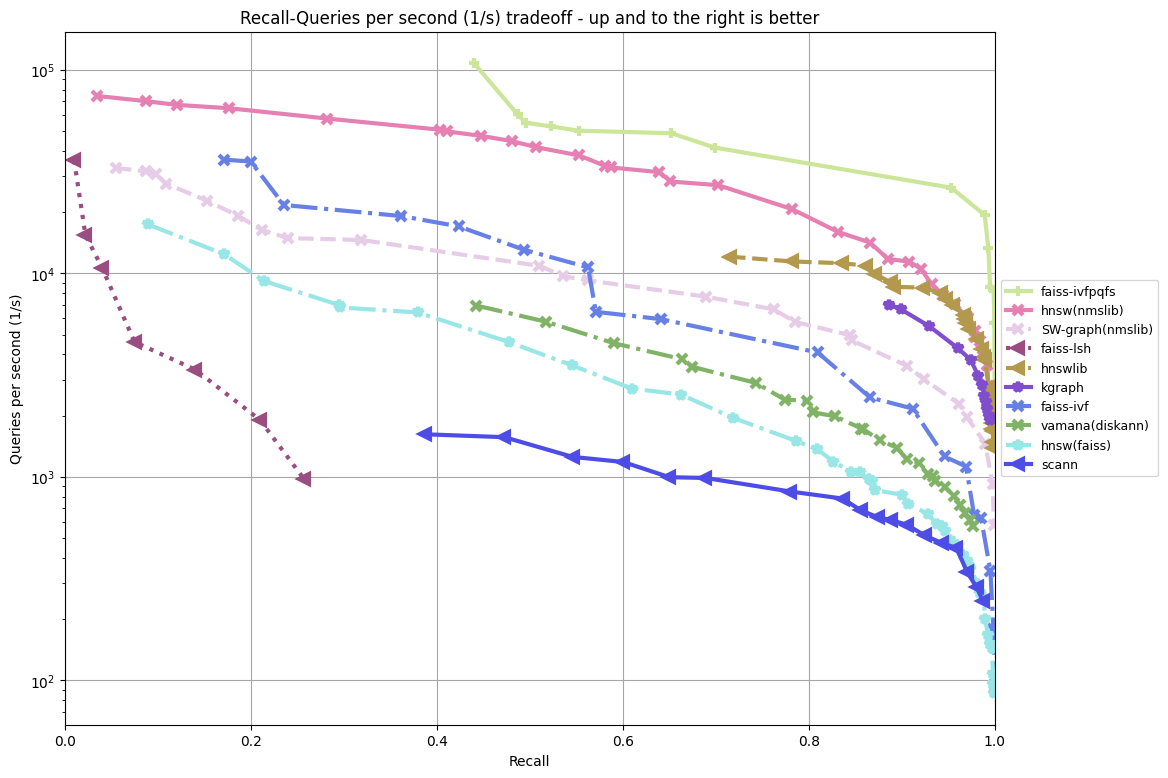 Recall-Queries per second (1/s) tradeoff - up and to the right is better
Queries per second (1/s)
10^5
10^4
10^3
10^2
0.0 0.2 0.4 0.6 0.8 1.0
Recall
faiss-ivfpqfs
hnsw(nmslib)
SW-graph(nmslib)
faiss-lsh
hnswlib
kgraph
faiss-ivf
vamana(diskann)
hnsw(faiss)
scann